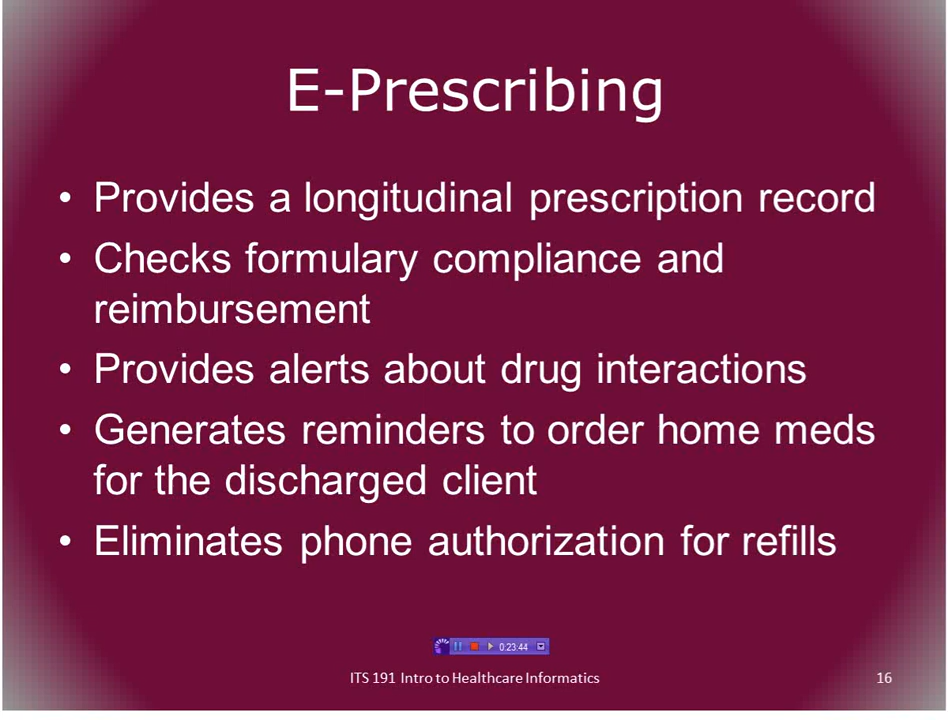 E-Prescribing
• Provides a longitudinal prescription record
• Checks formulary compliance and
reimbursement
• Provides alerts about drug interactions
• Generates reminders to order home meds
for the discharged client
• Eliminates phone authorization for refills
0:23:44
ITS 191 Intro to Healthcare Informatics
16